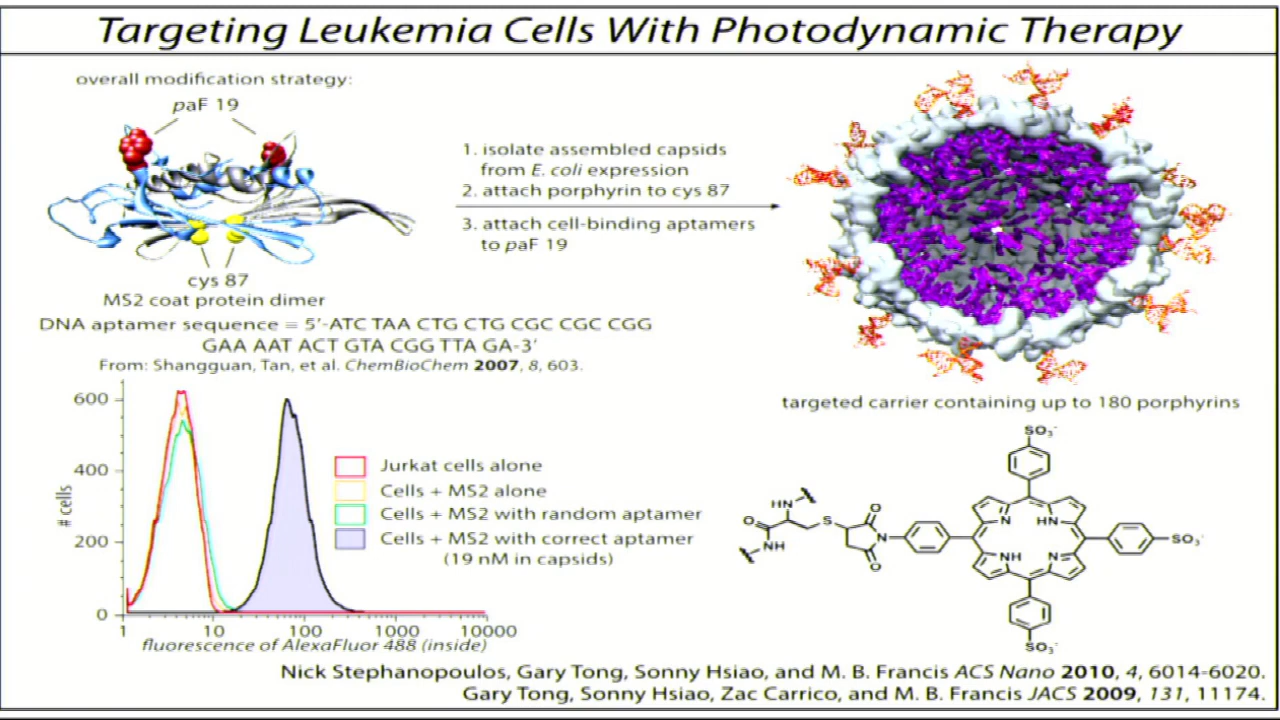 Targeting Leukemia Cells With Photodynamic Therapy
overall modification strategy:
paF 19
cys 87
MS2 coat protein dimer
1. isolate assembled capsids
from E. coli expression
2. attach porphyrin to cys 87
3. attach cell-binding aptamers
to paF 19
DNA aptamer sequence = 5'-ATC TAA CTG CTG CGC CGC CGG
GAA AAT ACT GTA CGG TTA GA-3'
From: Shangguan, Tan, et al. ChemBioChem 2007, 8, 603.
targeted carrier containing up to 180 porphyrins
600
400
200
0
# cells
1 10 100 1000 10000
fluorescence of AlexaFluor 488 (inside)
Jurkat cells alone
Cells + MS2 alone
Cells + MS2 with random aptamer
Cells + MS2 with correct aptamer
(19 nM in capsids)
SO3-
HN
O
S
O
N HN
NH
N
SO3-
O
NH N
SO3-
Nick Stephanopoulos, Gary Tong, Sonny Hsiao, and M. B. Francis ACS Nano 2010, 4, 6014-6020.
Gary Tong, Sonny Hsiao, Zac Carrico, and M. B. Francis JACS 2009, 131, 11174.